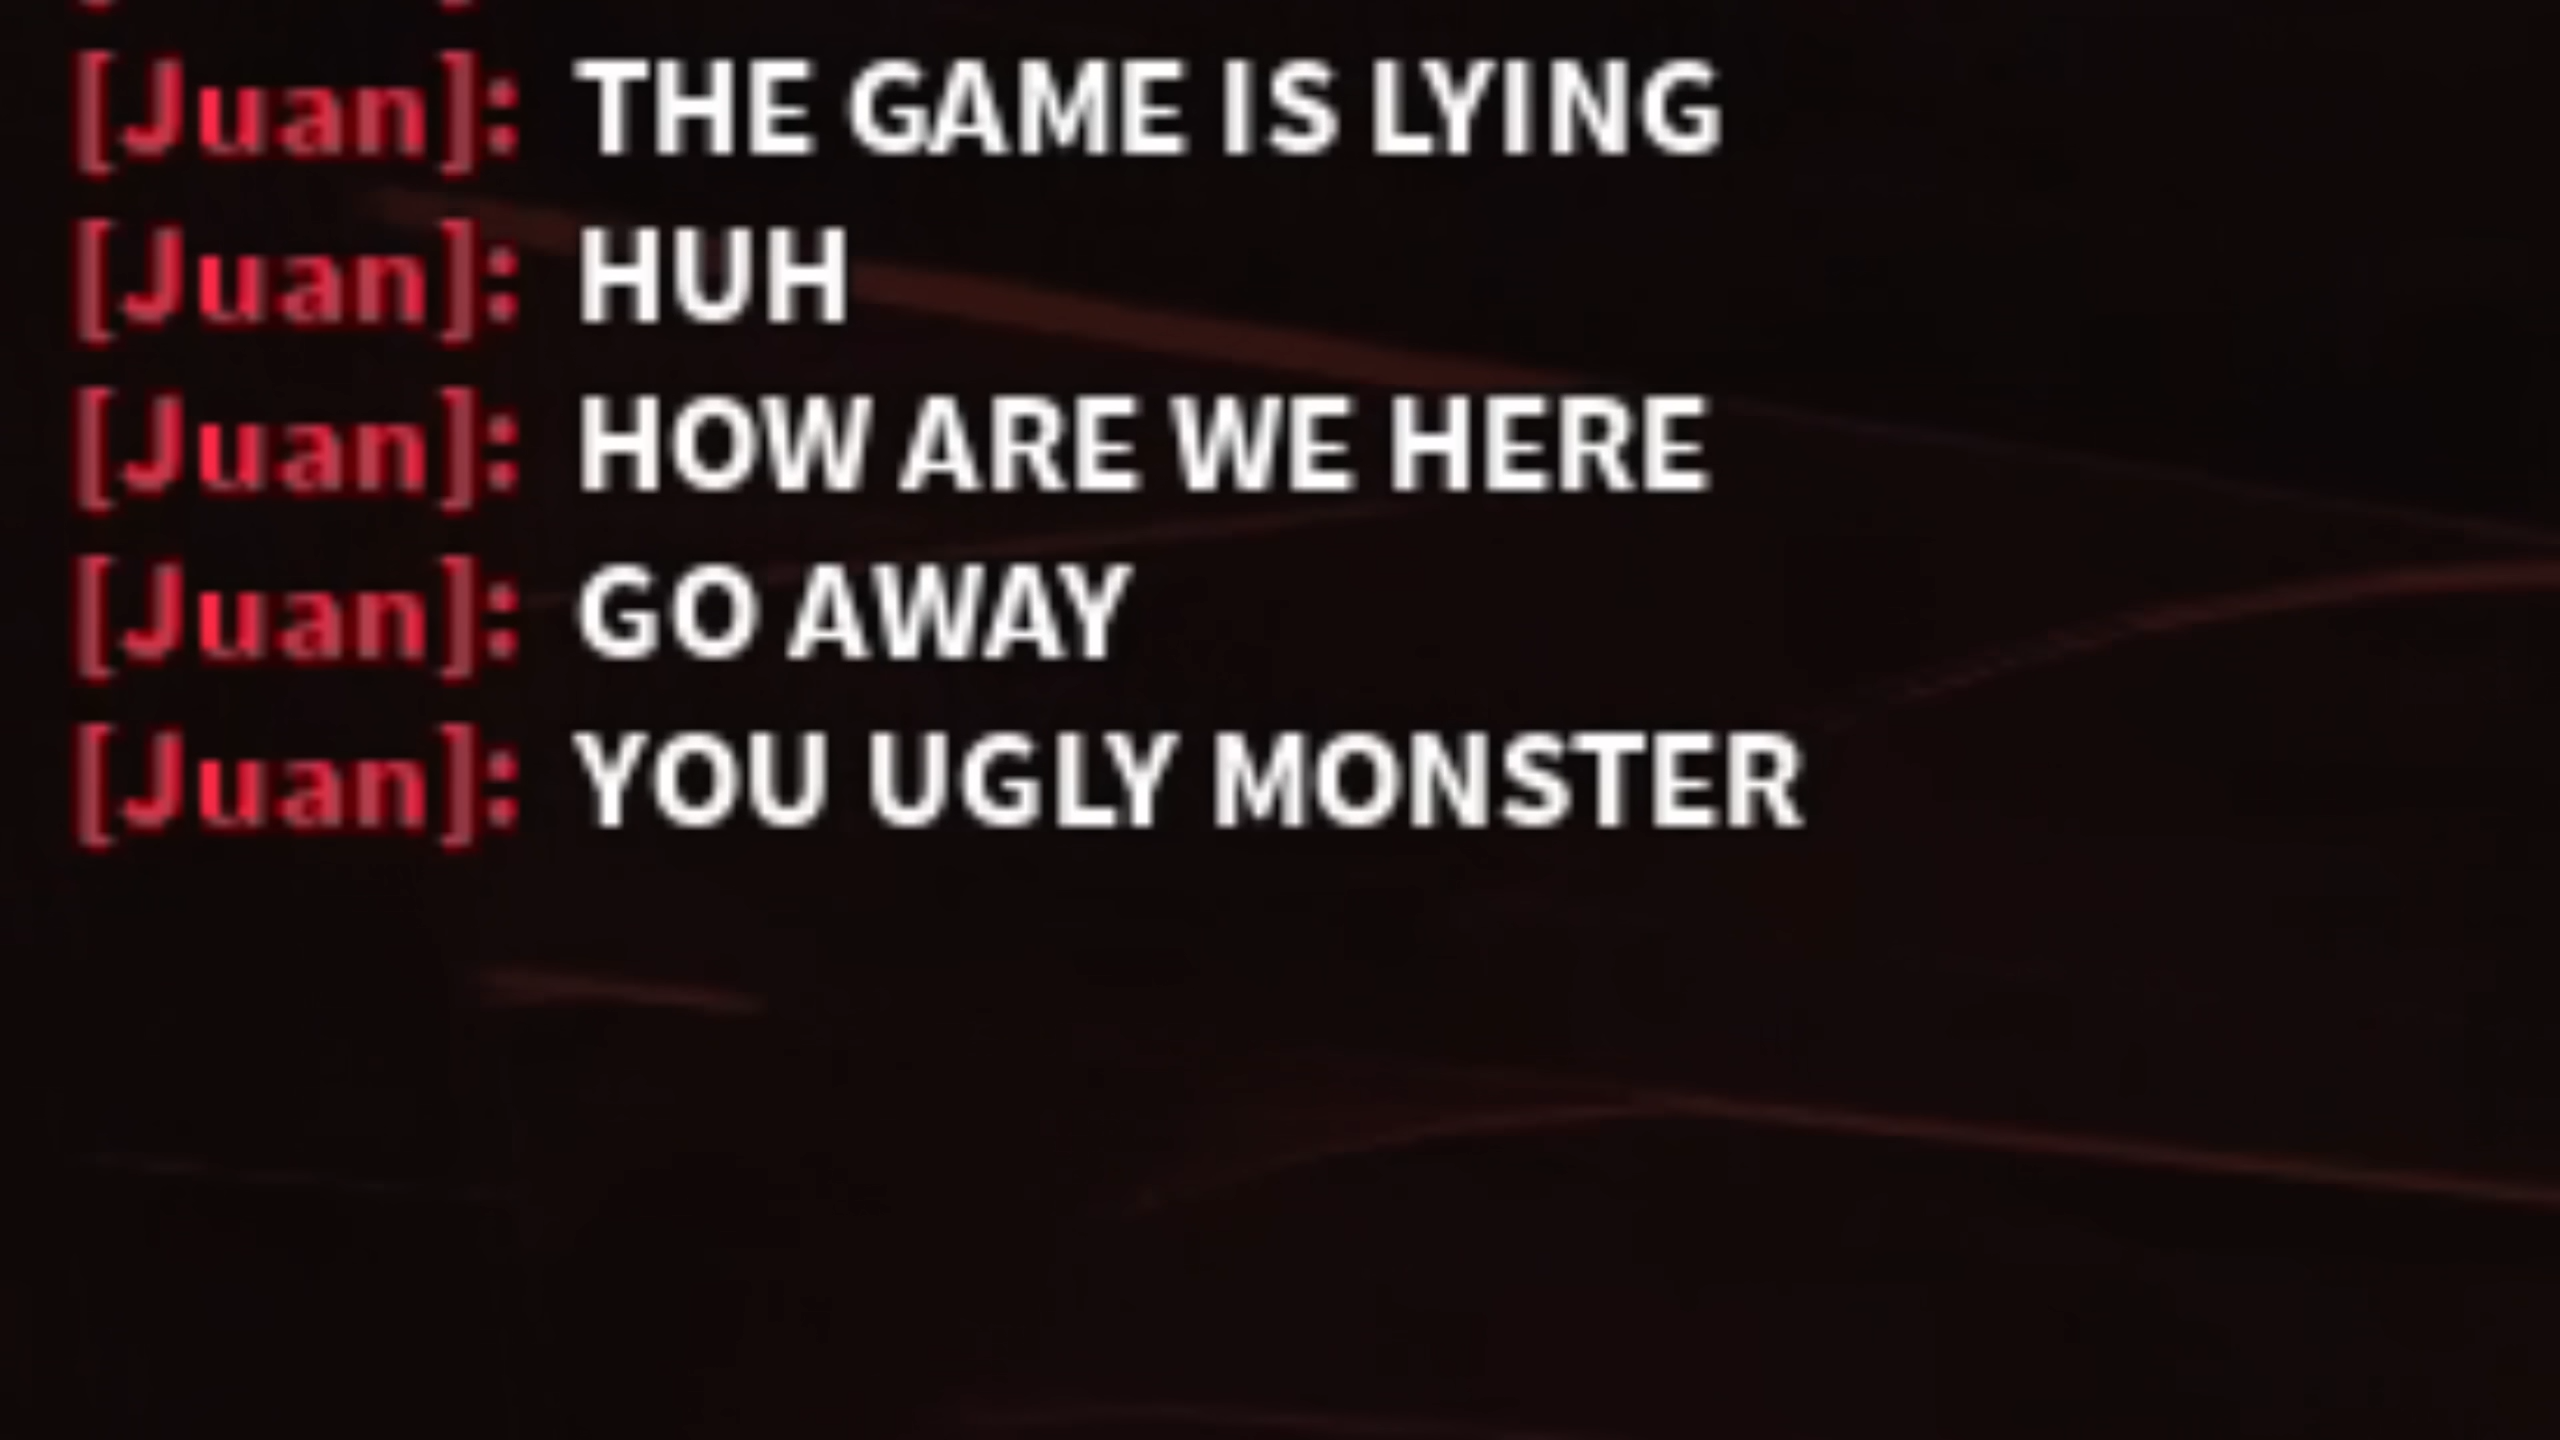 [Juan]: THE GAME IS LYING
[Juan]: HUH
[Juan]: HOW ARE WE HERE
[Juan]: GO AWAY
[Juan]: YOU UGLY MONSTER